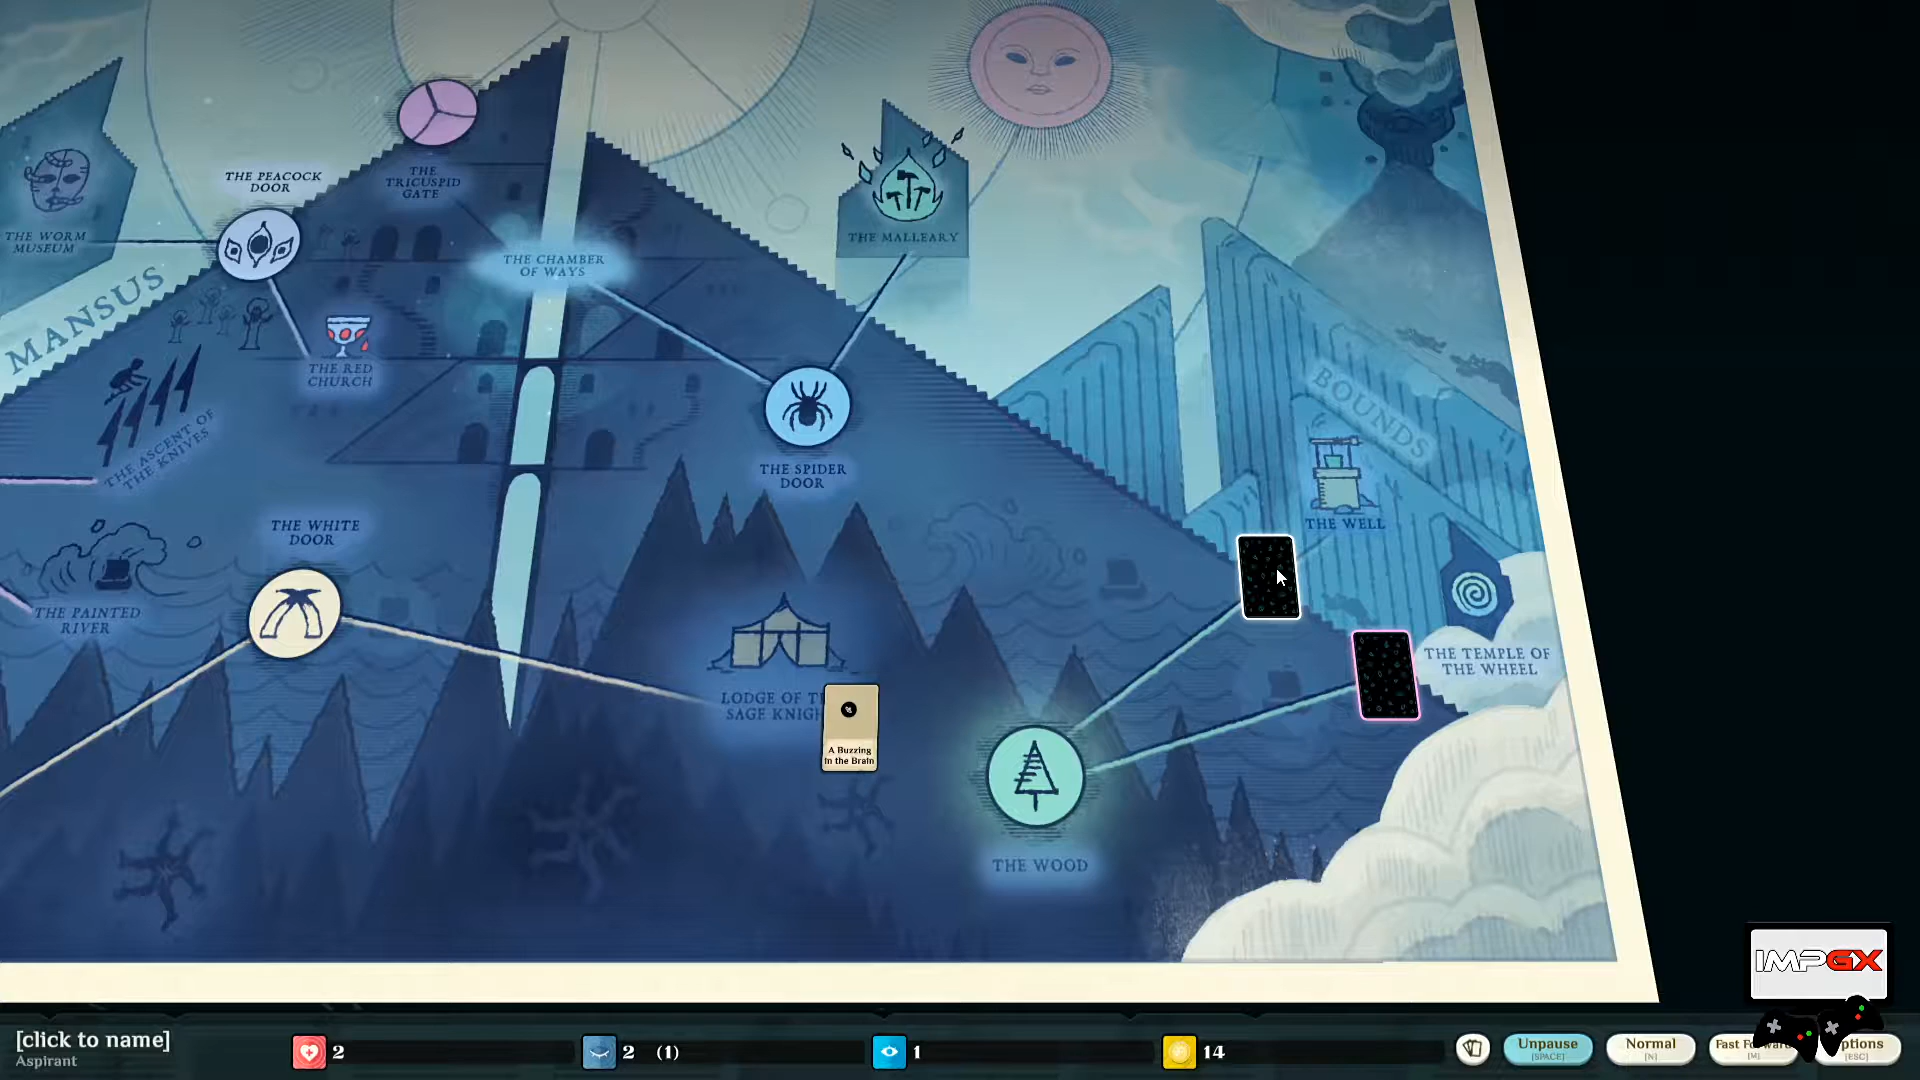 THE PEACOCK
DOOR
THE
TRICUSPID
GATE
THE WORM
MUSEUM
THE MALLEARY
THE CHAMBER
OF WAYS
MANSUS
THE RED
CHURCH
THE ASCENT OF
THE KNIVES
BOUNDS
THE SPIDER
DOOR
THE WELL
THE WHITE
DOOR
THE PAINTED
RIVER
THE TEMPLE OF
THE WHEEL
LODGE OF T
SAGE KNIGH
A Buzzing
in the Brain
THE WOOD
IMPGX
[click to name]
Aspirant
2
2 (1)
1
14
Unpause
[SPACE]
Normal
[N]
Fast Forward
[M]
ptions
[ESC]